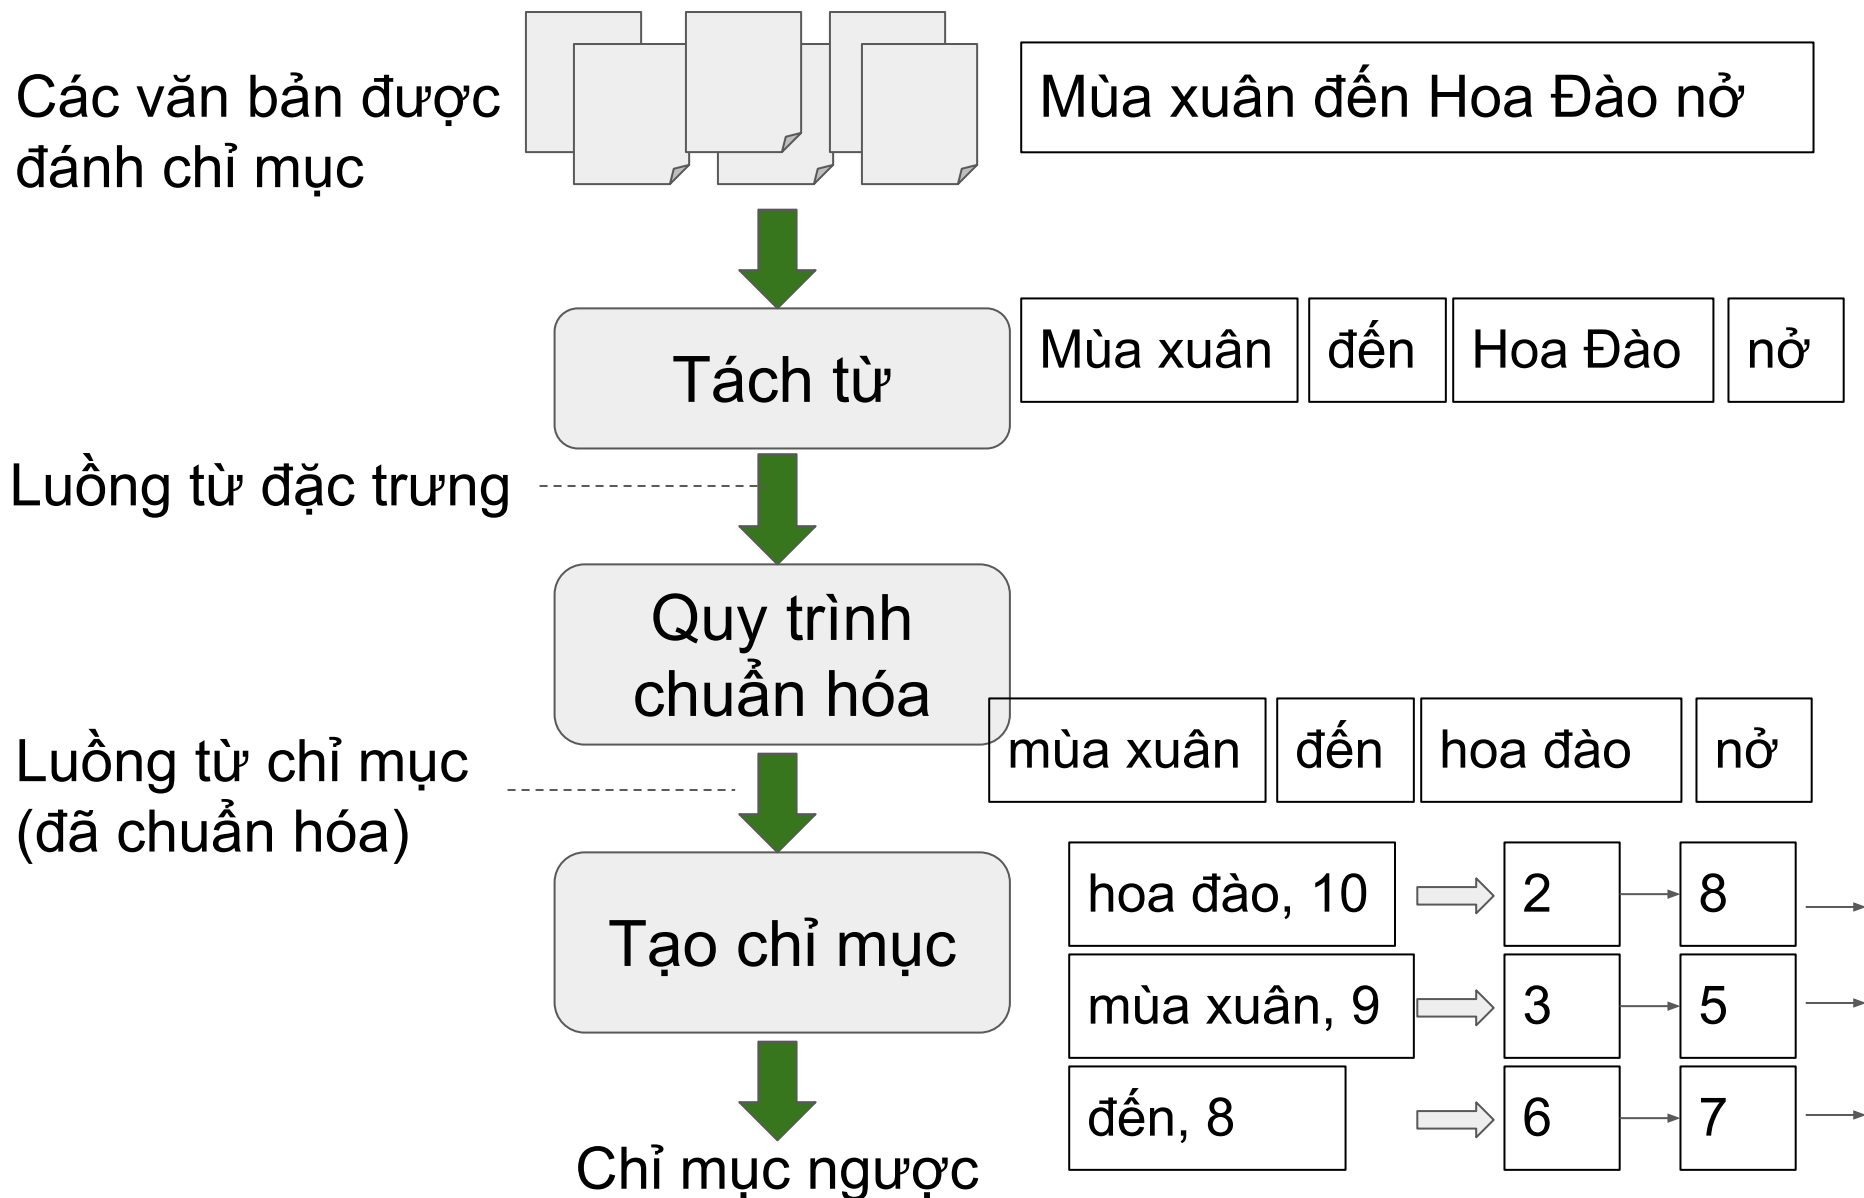 Các văn bản được
đánh chỉ mục
Mùa xuân đến Hoa Đào nở
Tách từ
Mùa xuân đến Hoa Đào nở
Luồng từ đặc trưng
Quy trình
chuẩn hóa
mùa xuân đến hoa đào nở
Luồng từ chỉ mục
(đã chuẩn hóa)
Tạo chỉ mục
hoa đào, 10 2 8
mùa xuân, 9 3 5
đến, 8 6 7
Chỉ mục ngược